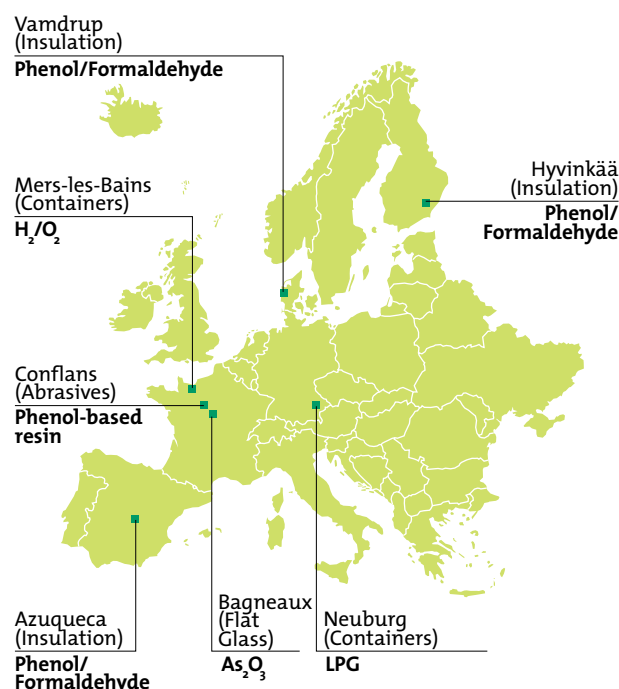 Vamdrup
(Insulation)
Phenol/Formaldehyde
Hyvinkää
(Insulation)
Phenol/
Formaldehyde
Mers-les-Bains
(Containers)
H₂/O₂
Conflans
(Abrasives)
Phenol-based
resin
Azuqueca
(Insulation)
Phenol/
Formaldehyde
Bagneaux
(Flat
Glass)
As₂O₃
Neuburg
(Containers)
LPG